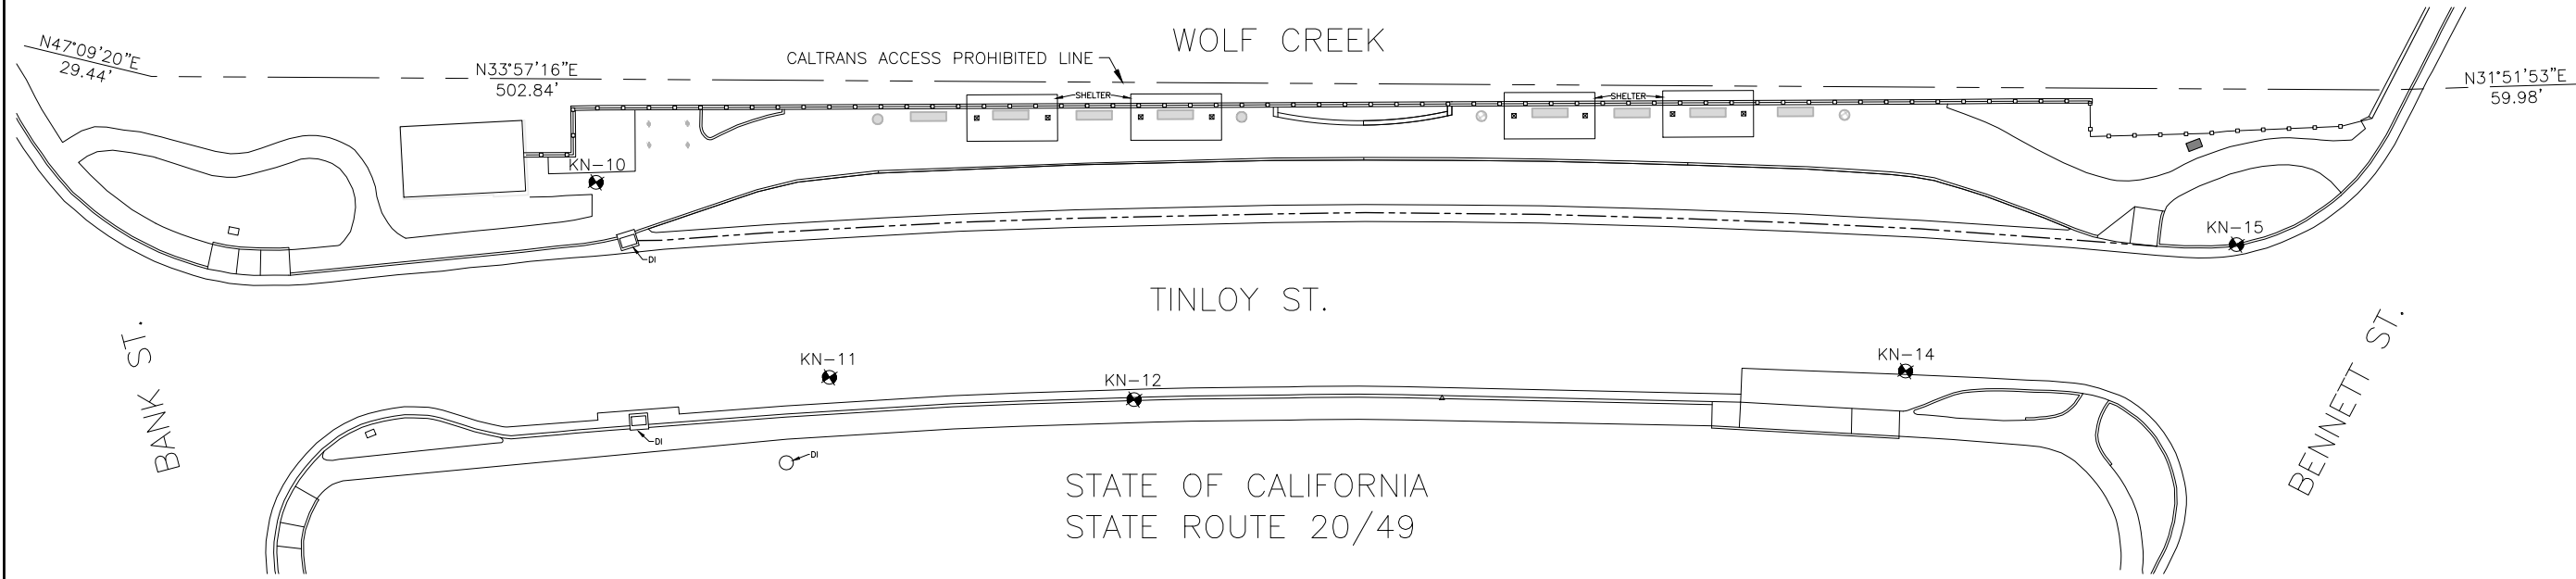 WOLF CREEK
N47°09'20"E
29.44'
CALTRANS ACCESS PROHIBITED LINE
N33°57'16"E
502.84'
N31°51'53"E
59.98'
SHELTER
SHELTER
KN-10
KN-15
DI
TINLOY ST.
BANK ST.
BENNETT ST.
KN-11
KN-14
KN-12
DI
DI
STATE OF CALIFORNIA
STATE ROUTE 20/49